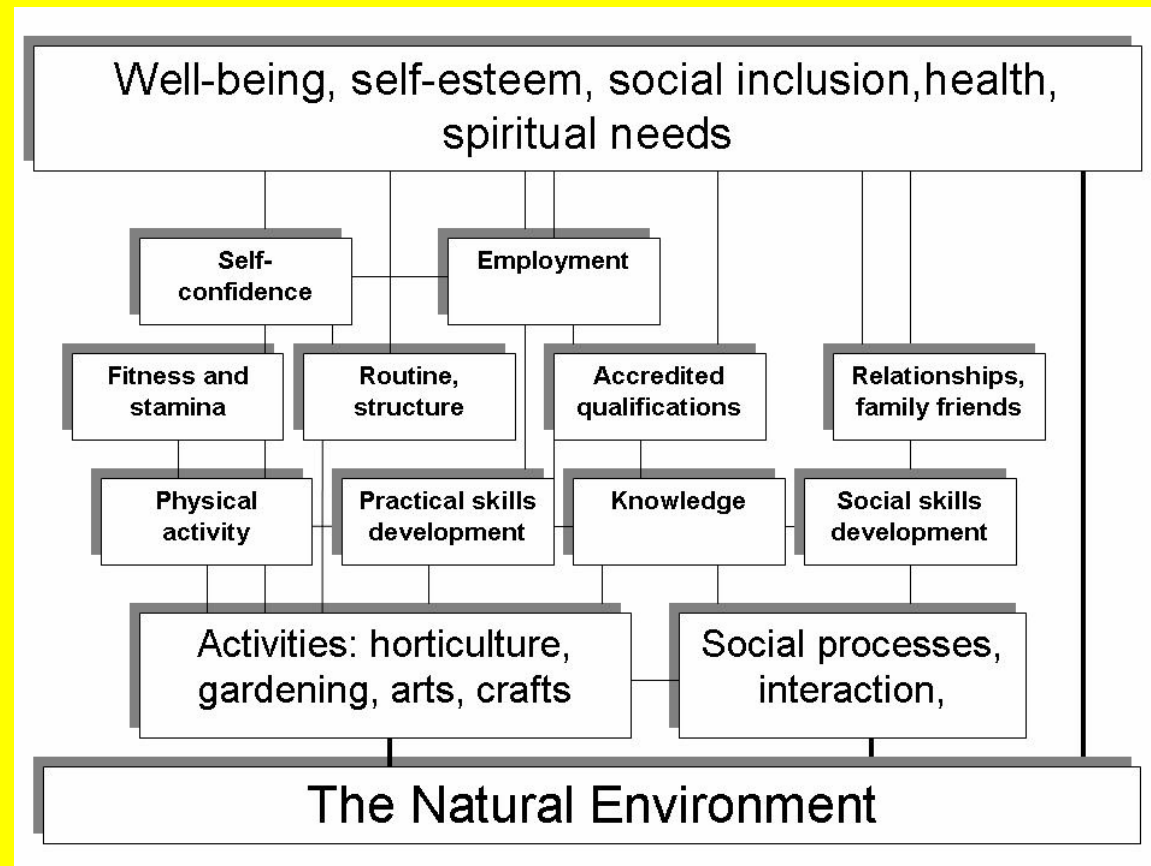 Well-being, self-esteem, social inclusion,health,
spiritual needs
Self-
confidence
Employment
Fitness and
stamina
Routine,
structure
Accredited
qualifications
Relationships,
family friends
Physical
activity
Practical skills
development
Knowledge
Social skills
development
Activities: horticulture,
gardening, arts, crafts
Social processes,
interaction,
The Natural Environment